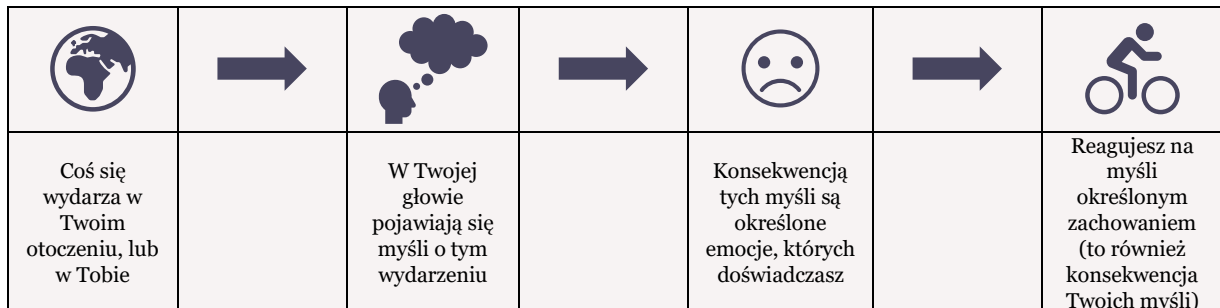 Coś się
wydarza w
Twoim
otoczeniu, lub
w Tobie
W Twojej
głowie
pojawiają się
myśli o tym
wydarzeniu
Konsekwencją
tych myśli są
określone
emocje, których
doświadczasz
Reagujesz na
myśli
określonym
zachowaniem
(to również
konsekwencja
Twoich myśli)